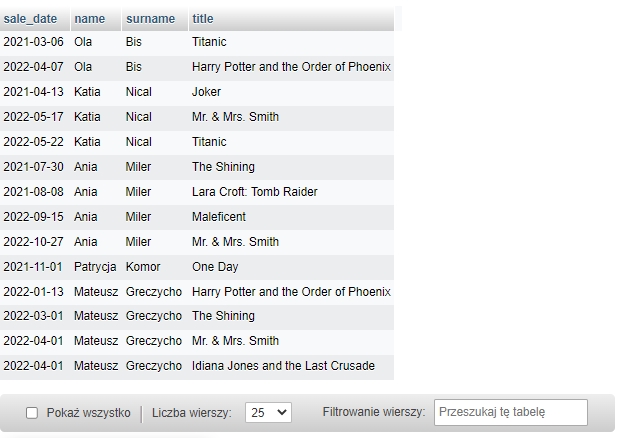 sale_date name surname title
2021-03-06 Ola Bis Titanic
2022-04-07 Ola Bis Harry Potter and the Order of Phoenix
2021-04-13 Katia Nical Joker
2022-05-17 Katia Nical Mr. & Mrs. Smith
2022-05-22 Katia Nical Titanic
2021-07-30 Ania Miler The Shining
2021-08-08 Ania Miler Lara Croft: Tomb Raider
2022-09-15 Ania Miler Maleficent
2022-10-27 Ania Miler Mr. & Mrs. Smith
2021-11-01 Patrycja Komor One Day
2022-01-13 Mateusz Greczycho Harry Potter and the Order of Phoenix
2022-03-01 Mateusz Greczycho The Shining
2022-04-01 Mateusz Greczycho Mr. & Mrs. Smith
2022-04-01 Mateusz Greczycho Idiana Jones and the Last Crusade
Pokaż wszystko Liczba wierszy: 25 Filtrowanie wierszy: Przeszukaj tę tabelę